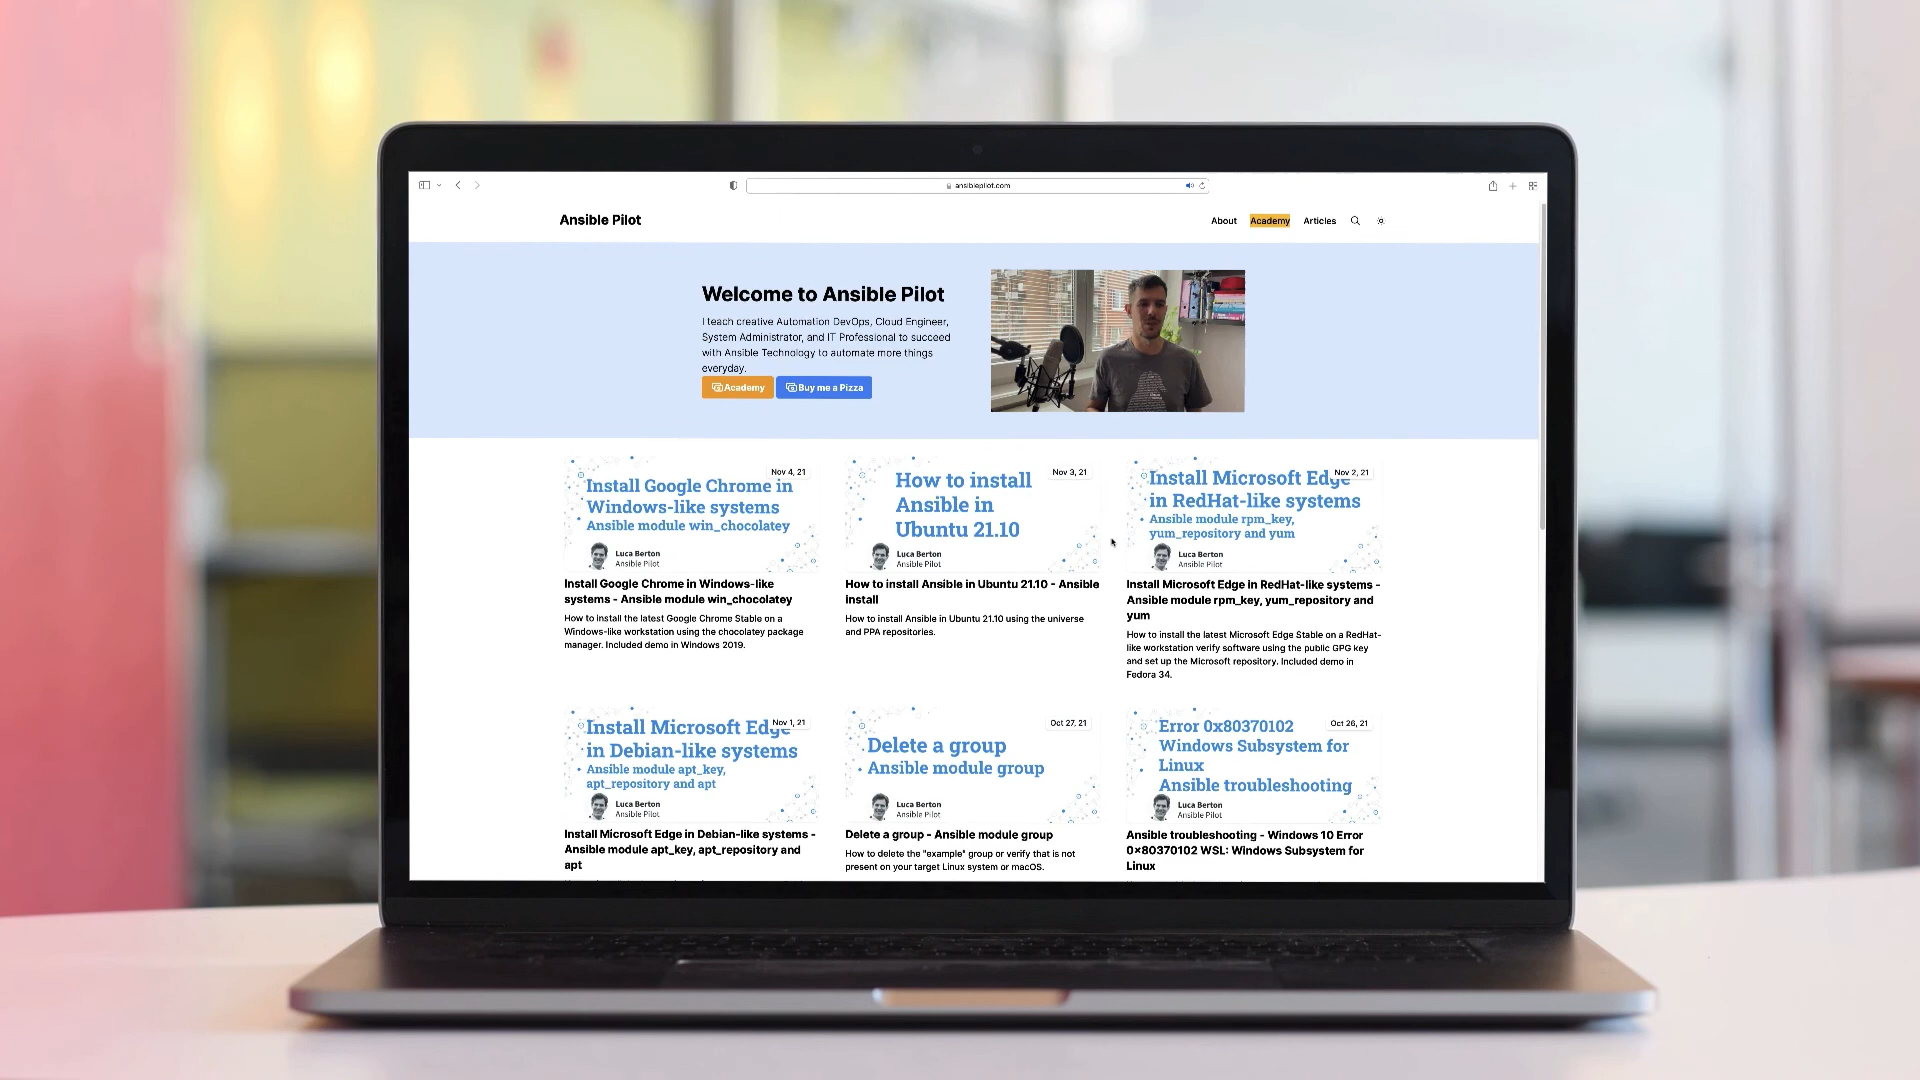 ansiblepilot.com
Ansible Pilot
About
Academy
Articles
Welcome to Ansible Pilot
I teach creative Automation DevOps, Cloud Engineer,
System Administrator, and IT Professional to succeed
with Ansible Technology to automate more things
everyday.
Academy
Buy me a Pizza
Nov 4, 21
Install Google Chrome in
Windows-like systems
Ansible module win_chocolatey
Luca Berton
Ansible Pilot
Install Google Chrome in Windows-like
systems - Ansible module win_chocolatey
How to install the latest Google Chrome Stable on a
Windows-like workstation using the chocolatey package
manager. Included demo in Windows 2019.
Nov 3, 21
How to install
Ansible in
Ubuntu 21.10
Luca Berton
Ansible Pilot
How to install Ansible in Ubuntu 21.10 - Ansible
install
How to install Ansible in Ubuntu 21.10 using the universe
and PPA repositories.
Nov 2, 21
Install Microsoft Edge
in RedHat-like systems
Ansible module rpm_key,
yum_repository and yum
Luca Berton
Ansible Pilot
Install Microsoft Edge in RedHat-like systems -
Ansible module rpm_key, yum_repository and
yum
How to install the latest Microsoft Edge Stable on a RedHat-
like workstation verify software using the public GPG key
and set up the Microsoft repository. Included demo in
Fedora 34.
Nov 1, 21
Install Microsoft Edge
in Debian-like systems
Ansible module apt_key,
apt_repository and apt
Luca Berton
Ansible Pilot
Install Microsoft Edge in Debian-like systems -
Ansible module apt_key, apt_repository and
apt
Oct 27, 21
Delete a group
Ansible module group
Luca Berton
Ansible Pilot
Delete a group - Ansible module group
How to delete the "example" group or verify that is not
present on your target Linux system or macOS.
Oct 26, 21
Error 0x80370102
Windows Subsystem for
Linux
Ansible troubleshooting
Luca Berton
Ansible Pilot
Ansible troubleshooting - Windows 10 Error
0x80370102 WSL: Windows Subsystem for
Linux